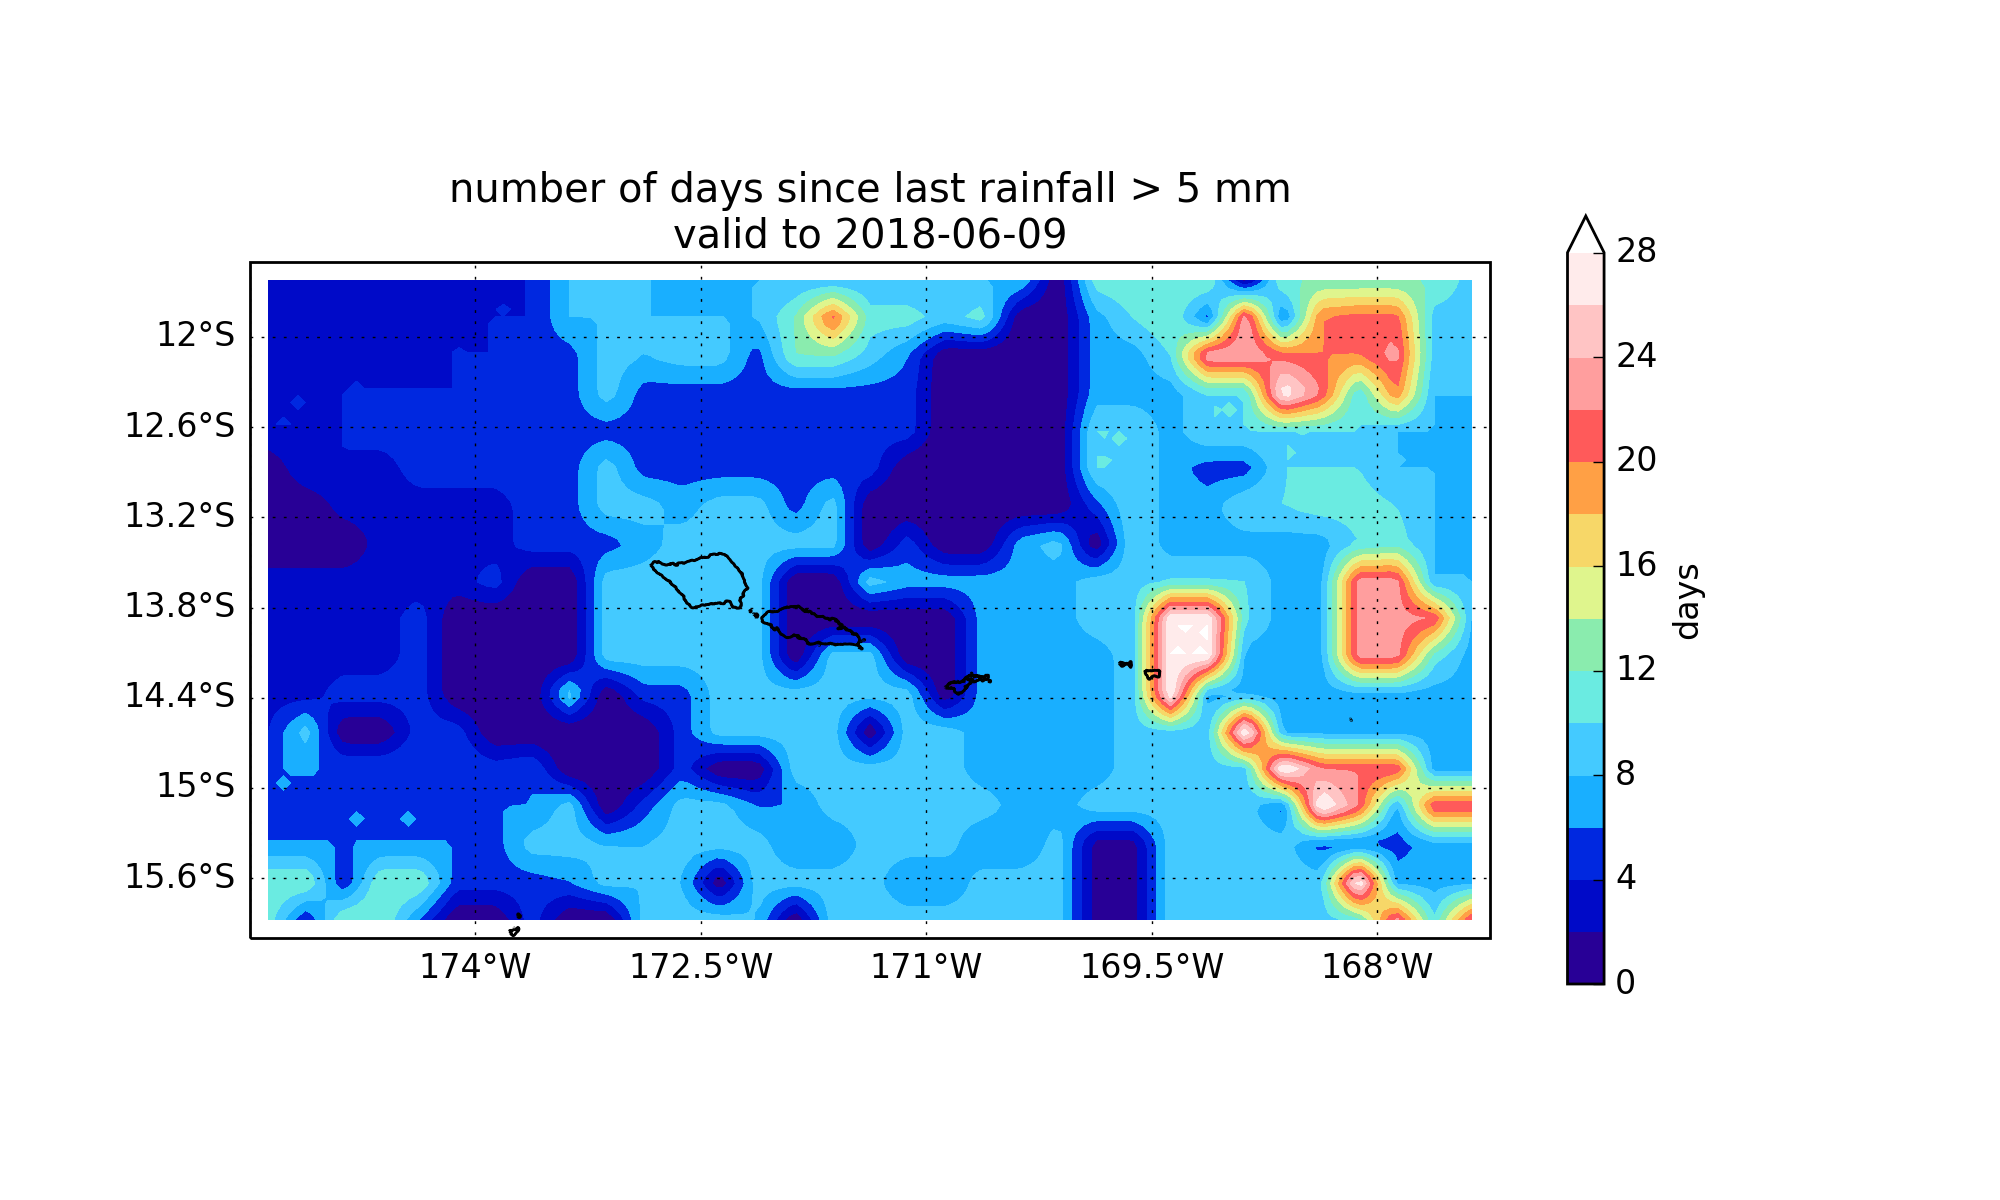 number of days since last rainfall > 5 mm
valid to 2018-06-09
12°S
12.6°S
13.2°S
13.8°S
14.4°S
15°S
15.6°S
174°W
172.5°W
171°W
169.5°W
168°W
28
24
20
16
12
8
4
0
days